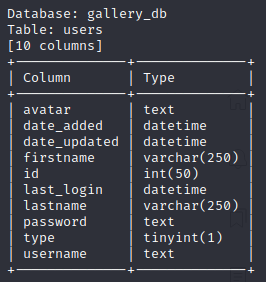 Database: gallery_db
Table: users
[10 columns]
+--------------+--------------+
| Column       | Type         |
+--------------+--------------+
| avatar       | text         |
| date_added   | datetime     |
| date_updated | datetime     |
| firstname    | varchar(250) |
| id           | int(50)      |
| last_login   | datetime     |
| lastname     | varchar(250) |
| password     | text         |
| type         | tinyint(1)   |
| username     | text         |
+--------------+--------------+